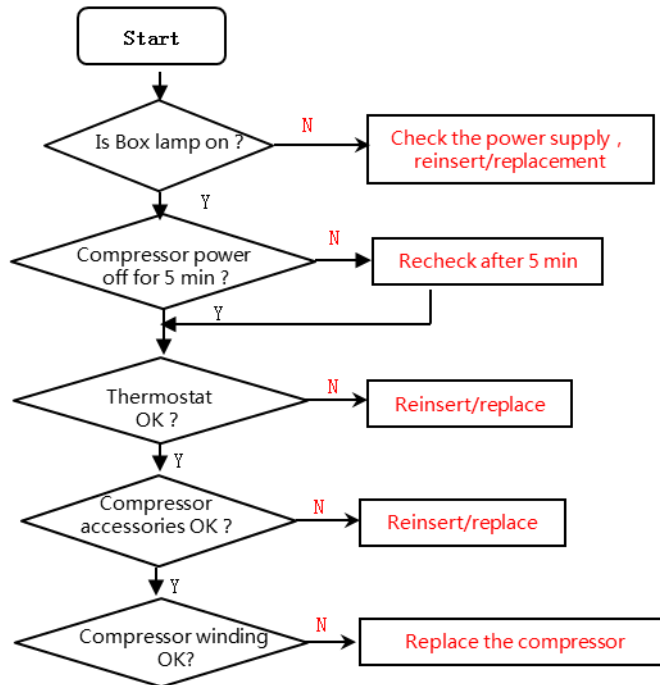 Start
Is Box lamp on ?
N
Check the power supply ,
reinsert/replacement
Y
Compressor power
off for 5 min ?
N
Recheck after 5 min
Y
Thermostat
OK ?
N
Reinsert/replace
Y
Compressor
accessories OK ?
N
Reinsert/replace
Y
Compressor winding
OK?
N
Replace the compressor